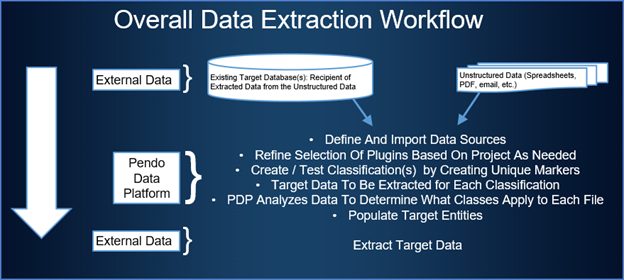 Overall Data Extraction Workflow
External Data
Existing Target Database(s): Recipient of
Extracted Data from the Unstructured Data
Unstructured Data (Spreadsheets,
PDF, email, etc.)
• Define And Import Data Sources
• Refine Selection Of Plugins Based On Project As Needed
• Create / Test Classification(s) by Creating Unique Markers
• Target Data To Be Extracted for Each Classification
• PDP Analyzes Data To Determine What Classes Apply to Each File
• Populate Target Entities
Pendo
Data
Platform
External Data
Extract Target Data